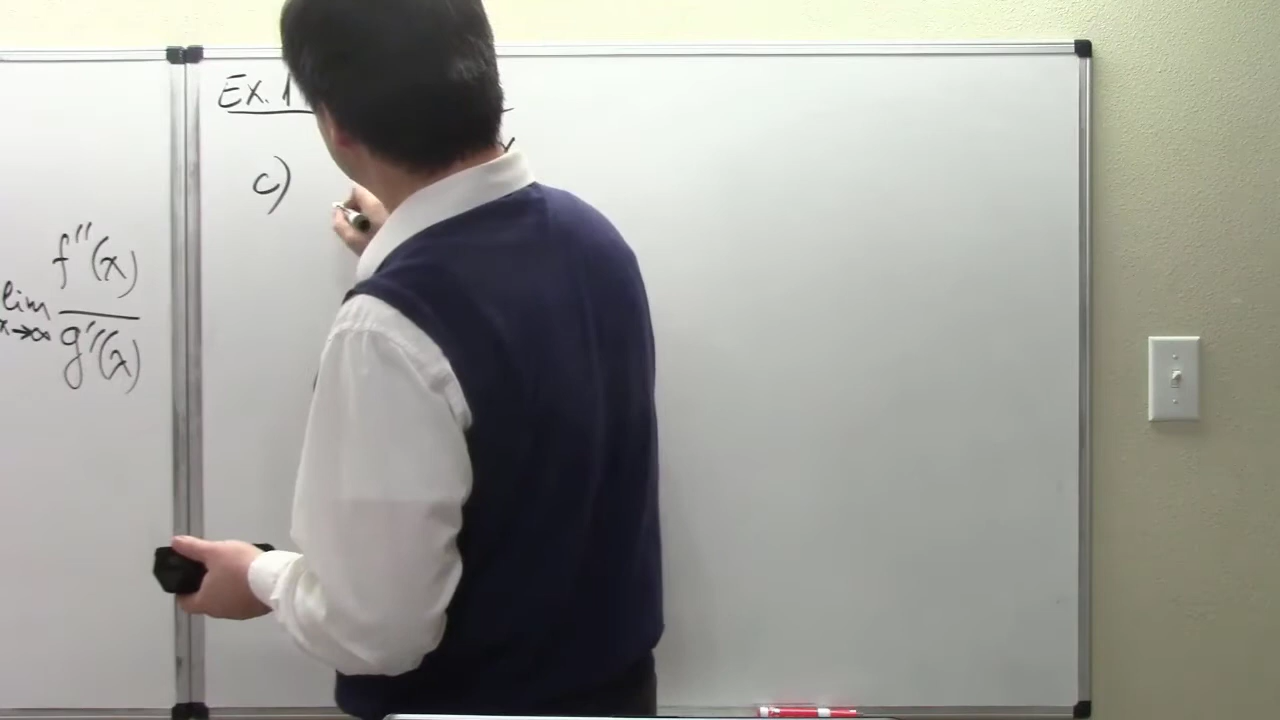 f''(x)
lim
x→∞
g''(x)
Ex. 1
c)